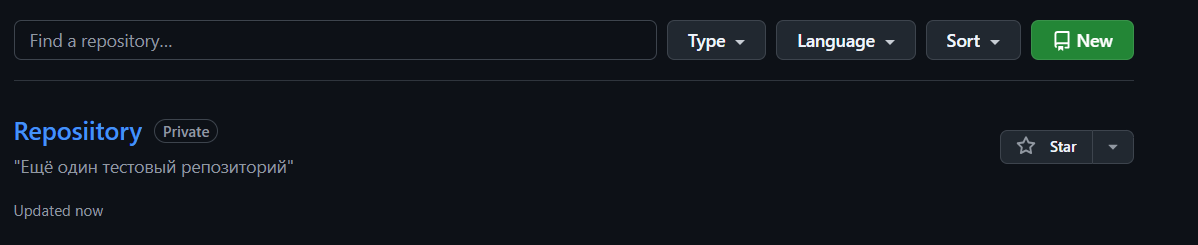 Find a repository… Type Language Sort New
Reposiitory Private
Star
"Ещё один тестовый репозиторий"
Updated now